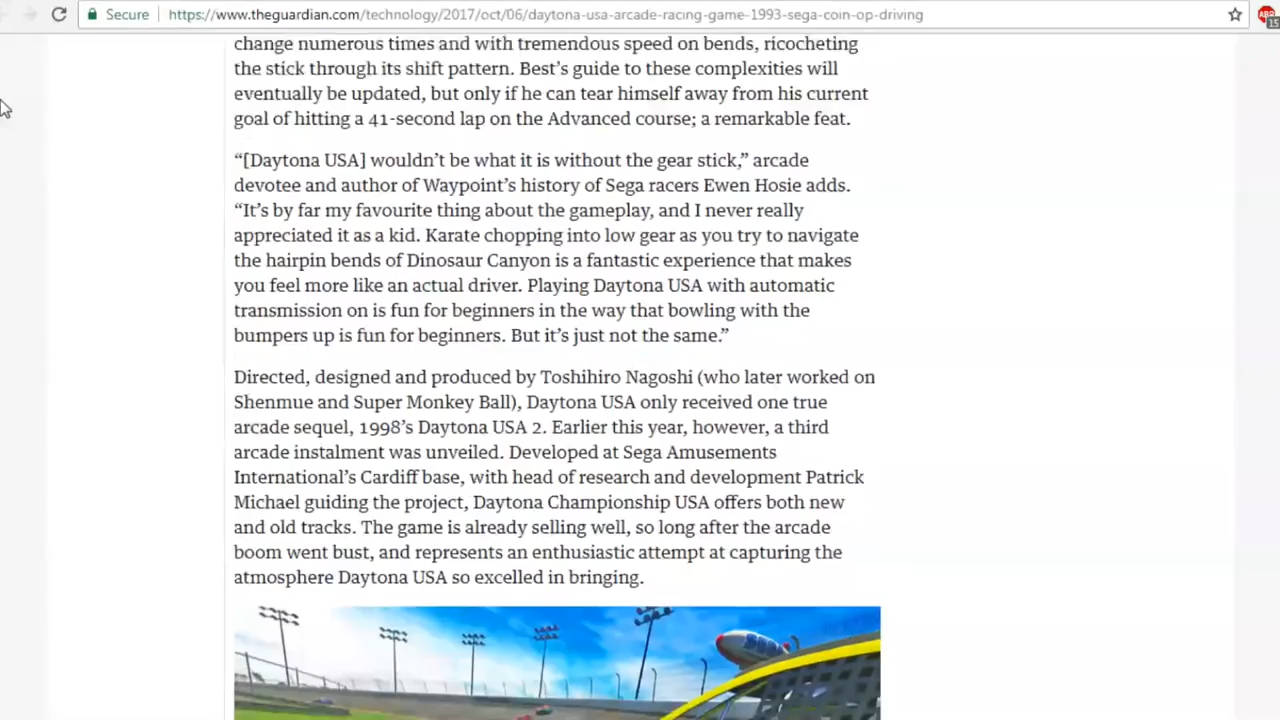 Secure
https://www.theguardian.com/technology/2017/oct/06/daytona-usa-arcade-racing-game-1993-sega-coin-op-driving
ABP
15
change numerous times and with tremendous speed on bends, ricocheting
the stick through its shift pattern. Best’s guide to these complexities will
eventually be updated, but only if he can tear himself away from his current
goal of hitting a 41-second lap on the Advanced course; a remarkable feat.
“[Daytona USA] wouldn’t be what it is without the gear stick,” arcade
devotee and author of Waypoint’s history of Sega racers Ewen Hosie adds.
“It’s by far my favourite thing about the gameplay, and I never really
appreciated it as a kid. Karate chopping into low gear as you try to navigate
the hairpin bends of Dinosaur Canyon is a fantastic experience that makes
you feel more like an actual driver. Playing Daytona USA with automatic
transmission on is fun for beginners in the way that bowling with the
bumpers up is fun for beginners. But it’s just not the same.”
Directed, designed and produced by Toshihiro Nagoshi (who later worked on
Shenmue and Super Monkey Ball), Daytona USA only received one true
arcade sequel, 1998’s Daytona USA 2. Earlier this year, however, a third
arcade instalment was unveiled. Developed at Sega Amusements
International’s Cardiff base, with head of research and development Patrick
Michael guiding the project, Daytona Championship USA offers both new
and old tracks. The game is already selling well, so long after the arcade
boom went bust, and represents an enthusiastic attempt at capturing the
atmosphere Daytona USA so excelled in bringing.